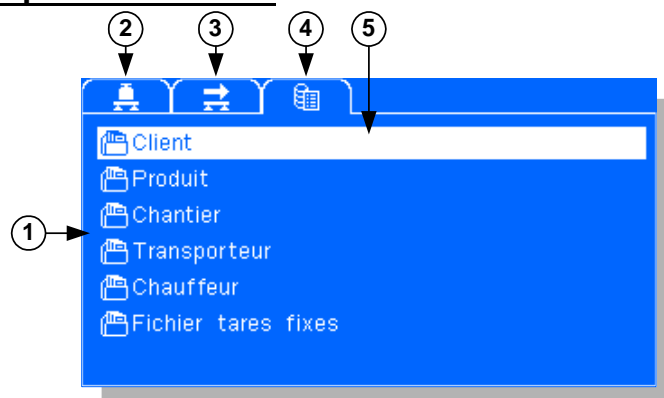 2 3 4 5
Client
Produit
Chantier
1
Transporteur
Chauffeur
Fichier tares fixes